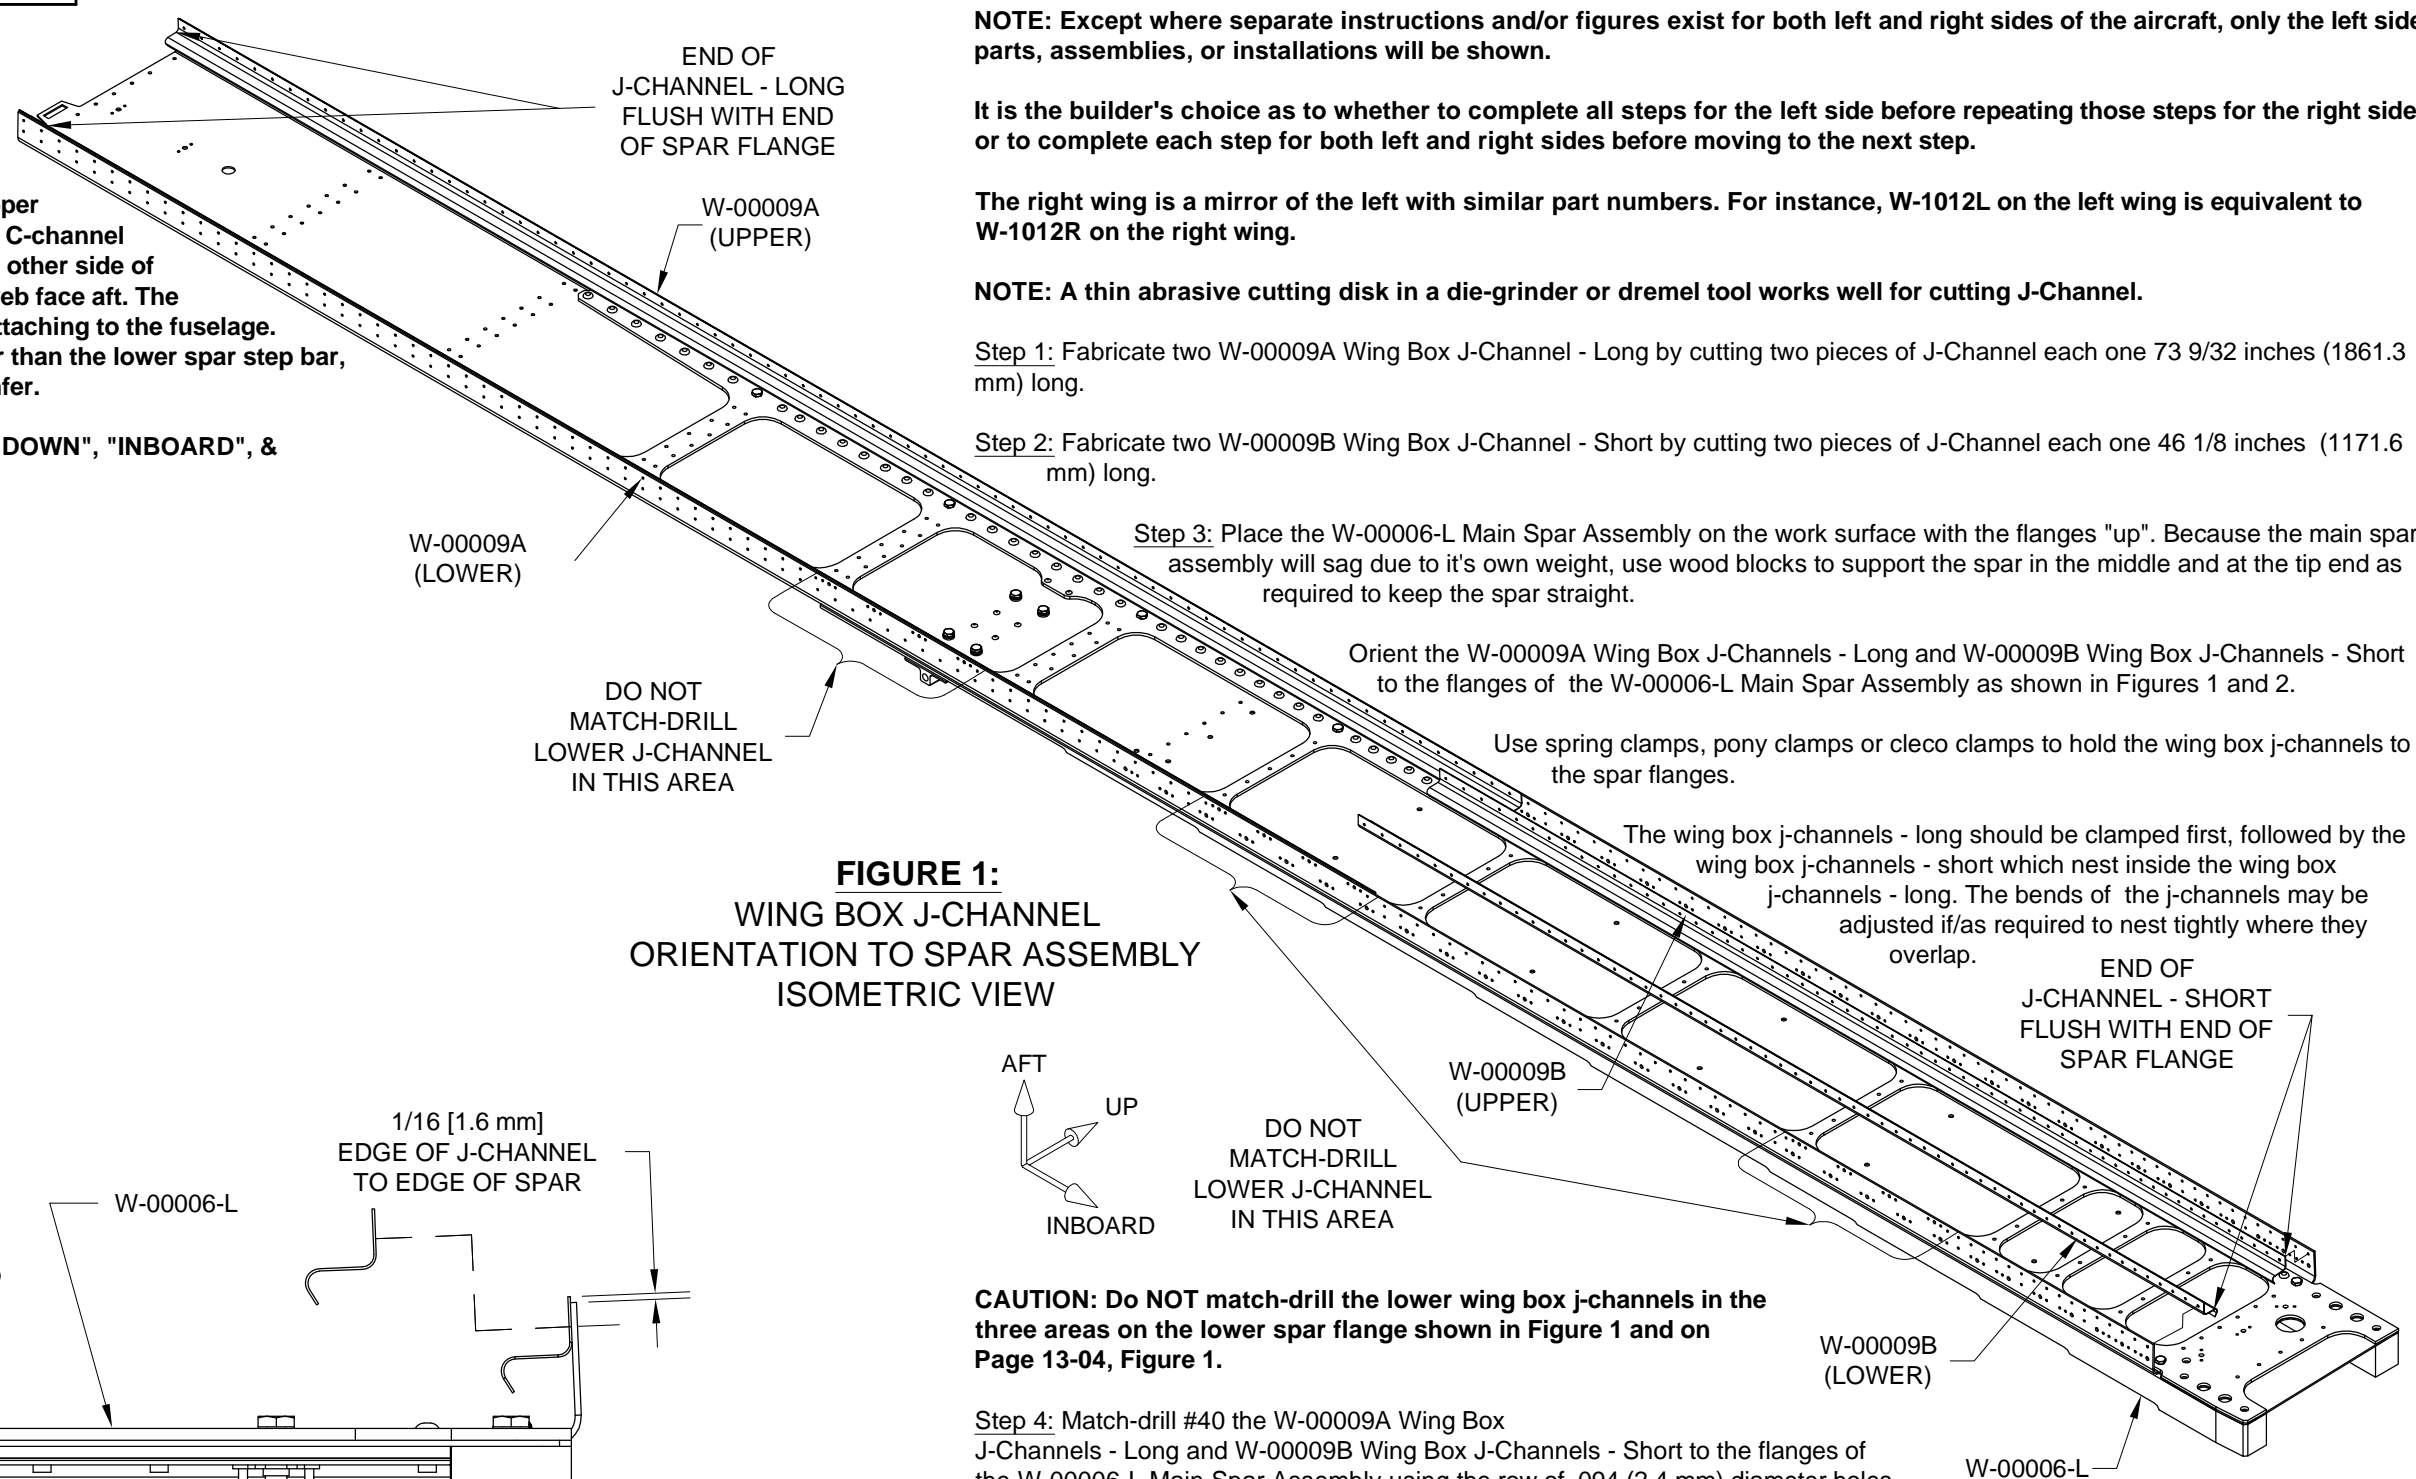 NOTE: Except where separate instructions and/or figures exist for both left and right sides of the aircraft, only the left side
parts, assemblies, or installations will be shown.
It is the builder's choice as to whether to complete all steps for the left side before repeating those steps for the right side
or to complete each step for both left and right sides before moving to the next step.
The right wing is a mirror of the left with similar part numbers. For instance, W-1012L on the left wing is equivalent to
W-1012R on the right wing.
NOTE: A thin abrasive cutting disk in a die-grinder or dremel tool works well for cutting J-Channel.
Step 1: Fabricate two W-00009A Wing Box J-Channel - Long by cutting two pieces of J-Channel each one 73 9/32 inches (1861.3
mm) long.
Step 2: Fabricate two W-00009B Wing Box J-Channel - Short by cutting two pieces of J-Channel each one 46 1/8 inches (1171.6
mm) long.
Step 3: Place the W-00006-L Main Spar Assembly on the work surface with the flanges "up". Because the main spar
assembly will sag due to it's own weight, use wood blocks to support the spar in the middle and at the tip end as
required to keep the spar straight.
Orient the W-00009A Wing Box J-Channels - Long and W-00009B Wing Box J-Channels - Short
to the flanges of the W-00006-L Main Spar Assembly as shown in Figures 1 and 2.
Use spring clamps, pony clamps or cleco clamps to hold the wing box j-channels to
the spar flanges.
The wing box j-channels - long should be clamped first, followed by the
wing box j-channels - short which nest inside the wing box
j-channels - long. The bends of the j-channels may be
adjusted if/as required to nest tightly where they
overlap.
END OF
J-CHANNEL - LONG
FLUSH WITH END
OF SPAR FLANGE
W-00009A
(UPPER)
C-channel
other side of
face aft. The
to the fuselage.
than the lower spar step bar,
DOWN", "INBOARD", &
W-00009A
(LOWER)
DO NOT
MATCH-DRILL
LOWER J-CHANNEL
IN THIS AREA
FIGURE 1:
WING BOX J-CHANNEL
ORIENTATION TO SPAR ASSEMBLY
ISOMETRIC VIEW
END OF
J-CHANNEL - SHORT
FLUSH WITH END OF
SPAR FLANGE
W-00009B
(UPPER)
AFT
UP
INBOARD
DO NOT
MATCH-DRILL
LOWER J-CHANNEL
IN THIS AREA
1/16 [1.6 mm]
EDGE OF J-CHANNEL
TO EDGE OF SPAR
W-00006-L
CAUTION: Do NOT match-drill the lower wing box j-channels in the
three areas on the lower spar flange shown in Figure 1 and on
Page 13-04, Figure 1.
W-00009B
(LOWER)
Step 4: Match-drill #40 the W-00009A Wing Box
J-Channels - Long and W-00009B Wing Box J-Channels - Short to the flanges of
the W-00006-L Main Spar Assembly using the row of .094 (2.4 mm) diameter holes
W-00006-L